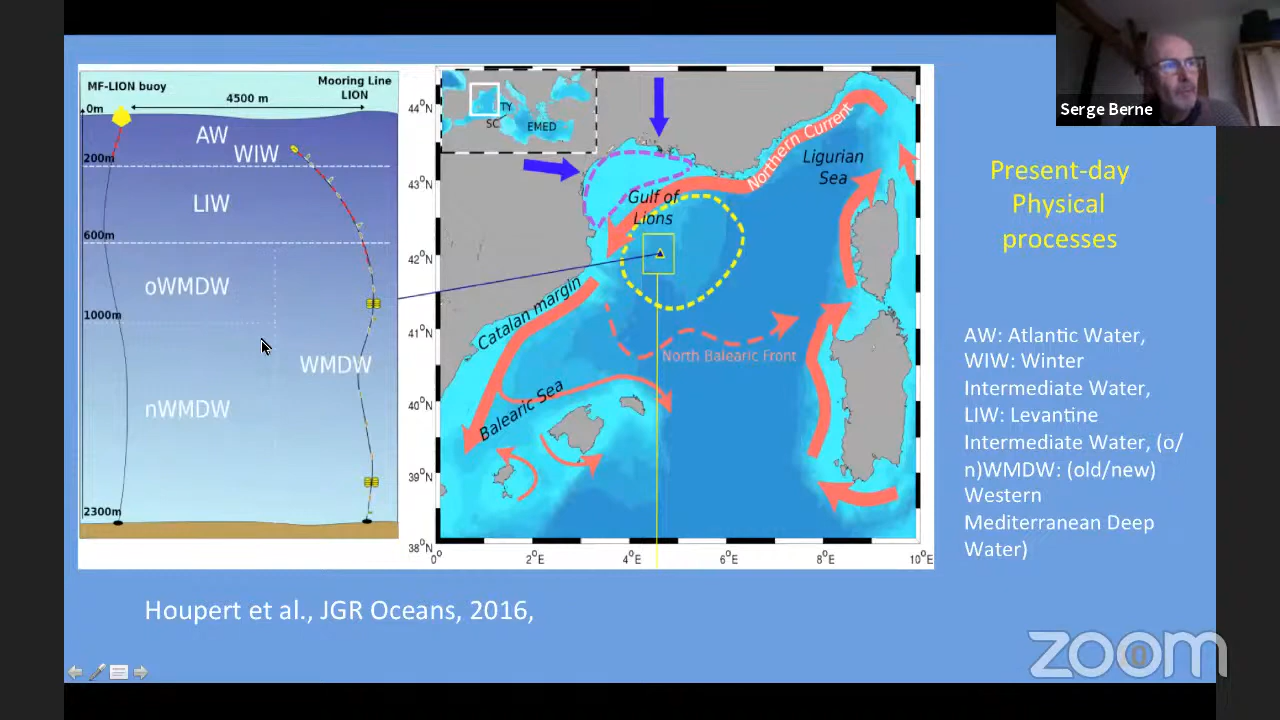 Serge Berne
MF-LION buoy
Mooring Line
LION
4500 m
0m
AW
WIW
200m
LIW
600m
oWMDW
1000m
WMDW
nWMDW
2300m
TY
SC
EMED
44°N
43°N
42°N
41°N
40°N
39°N
38°N
0°
2°E
4°E
6°E
8°E
10°E
Northern Current
Ligurian
Sea
Gulf of
Lions
Catalan margin
North Balearic Front
Balearic Sea
Present-day
Physical
processes
AW: Atlantic Water,
WIW: Winter
Intermediate Water,
LIW: Levantine
Intermediate Water, (o/
n)WMDW: (old/new)
Western
Mediterranean Deep
Water)
Houpert et al., JGR Oceans, 2016,
zoom